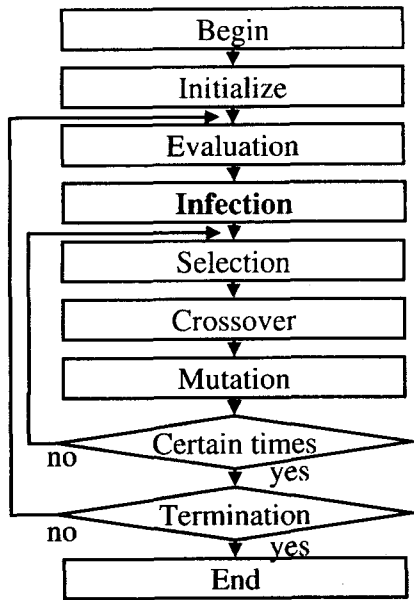 Begin
Initialize
Evaluation
Infection
Selection
Crossover
Mutation
Certain times
no
yes
Termination
no
yes
End